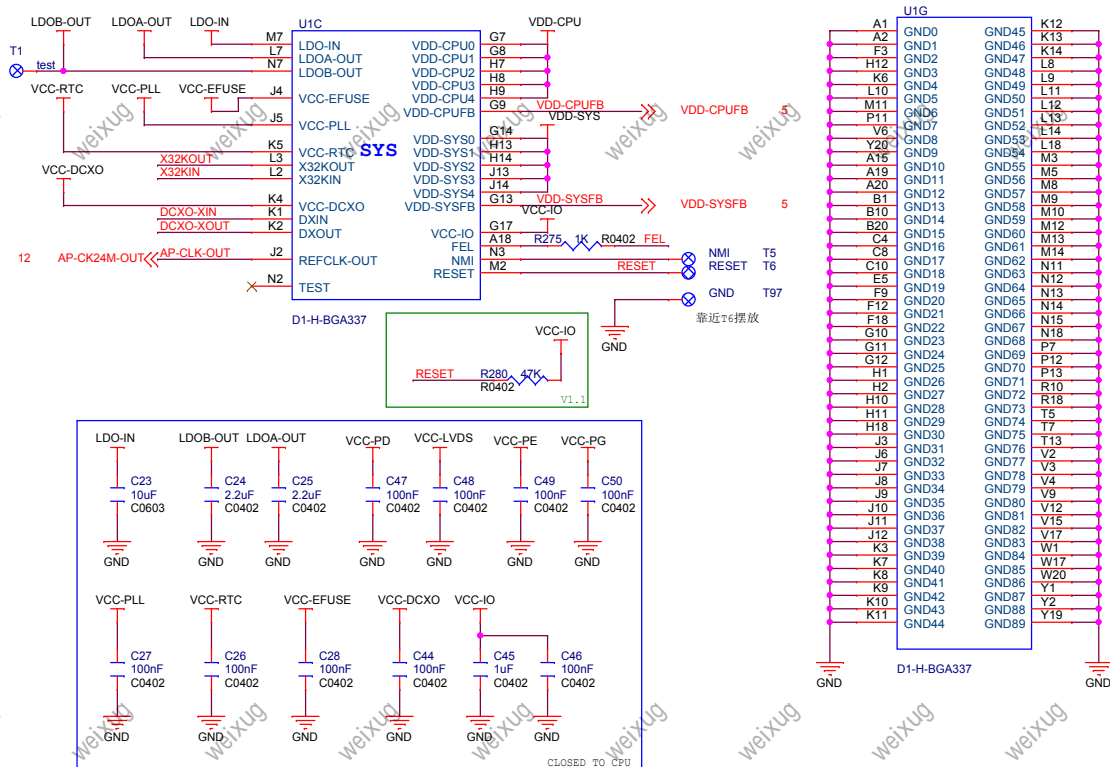 LDOB-OUT LDOA-OUT LDO-IN U1C VDD-CPU
T1 test
M7 LDO-IN VDD-CPU0 G7
L7 LDOA-OUT VDD-CPU1 G8
N7 LDOB-OUT VDD-CPU2 H7
VDD-CPU3 H8
VCC-RTC VCC-PLL VCC-EFUSE J4 VCC-EFUSE VDD-CPU4 H9
VDD-CPUFB G9 VDD-CPUFB VDD-CPUFB 5
J5 VCC-PLL VDD-SYS
VDD-SYS0 G14
K5 VCC-RTC SYS VDD-SYS1 H13
X32KOUT L3 X32KOUT VDD-SYS2 H14
X32KIN L2 X32KIN VDD-SYS3 J13
VCC-DCXO VDD-SYS4 J14
K4 VCC-DCXO VDD-SYSFB G13 VDD-SYSFB VDD-SYSFB 5
DCXO-XIN K1 DXIN VCC-IO
DCXO-XOUT K2 DXOUT VCC-IO G17
FEL A18 R275 1K R0402 FEL
12 AP-CK24M-OUT AP-CLK-OUT J2 REFCLK-OUT NMI N3 NMI T5
RESET M2 RESET RESET T6
N2 TEST
GND T97
D1-H-BGA337
靠近T6摆放
GND
VCC-IO
RESET R280 47K
R0402
V1.1
LDO-IN LDOB-OUT LDOA-OUT VCC-PD VCC-LVDS VCC-PE VCC-PG
C23 C24 C25 C47 C48 C49 C50
10uF 2.2uF 2.2uF 100nF 100nF 100nF 100nF
C0603 C0402 C0402 C0402 C0402 C0402 C0402
GND GND GND GND GND GND GND
VCC-PLL VCC-RTC VCC-EFUSE VCC-DCXO VCC-IO
C27 C26 C28 C44 C45 C46
100nF 100nF 100nF 100nF 1uF 100nF
C0402 C0402 C0402 C0402 C0402 C0402
GND GND GND GND GND GND
CLOSED TO CPU
U1G
A1 GND0 GND45 K12
A2 GND1 GND46 K13
F3 GND2 GND47 K14
H12 GND3 GND48 L8
K6 GND4 GND49 L9
L10 GND5 GND50 L11
M11 GND6 GND51 L12
P11 GND7 GND52 L13
V6 GND8 GND53 L14
Y20 GND9 GND54 L18
A15 GND10 GND55 M3
A19 GND11 GND56 M5
A20 GND12 GND57 M8
B1 GND13 GND58 M9
B10 GND14 GND59 M10
B20 GND15 GND60 M12
C4 GND16 GND61 M13
C8 GND17 GND62 M14
C10 GND18 GND63 N11
E5 GND19 GND64 N12
F9 GND20 GND65 N13
F12 GND21 GND66 N14
F18 GND22 GND67 N15
G10 GND23 GND68 N18
G11 GND24 GND69 P7
G12 GND25 GND70 P12
H1 GND26 GND71 P13
H2 GND27 GND72 R10
H10 GND28 GND73 R18
H11 GND29 GND74 T5
H18 GND30 GND75 T7
J3 GND31 GND76 T13
J6 GND32 GND77 V2
J7 GND33 GND78 V3
J8 GND34 GND79 V4
J9 GND35 GND80 V9
J10 GND36 GND81 V12
J11 GND37 GND82 V15
J12 GND38 GND83 V17
K3 GND39 GND84 W1
K7 GND40 GND85 W17
K8 GND41 GND86 W20
K9 GND42 GND87 Y1
K10 GND43 GND88 Y2
K11 GND44 GND89 Y19
D1-H-BGA337
GND GND
weixug weixug weixug weixug weixug weixug
weixug weixug weixug weixug weixug weixug
weixug weixug weixug weixug weixug weixug